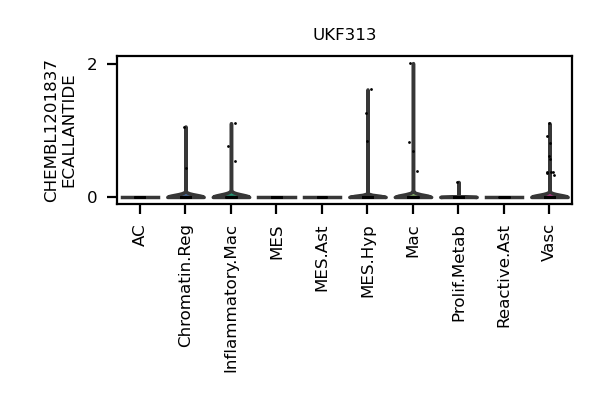 UKF313
CHEMBL1201837
ECALLANTIDE
2
0
AC
Chromatin.Reg
Inflammatory.Mac
MES
MES.Ast
MES.Hyp
Mac
Prolif.Metab
Reactive.Ast
Vasc